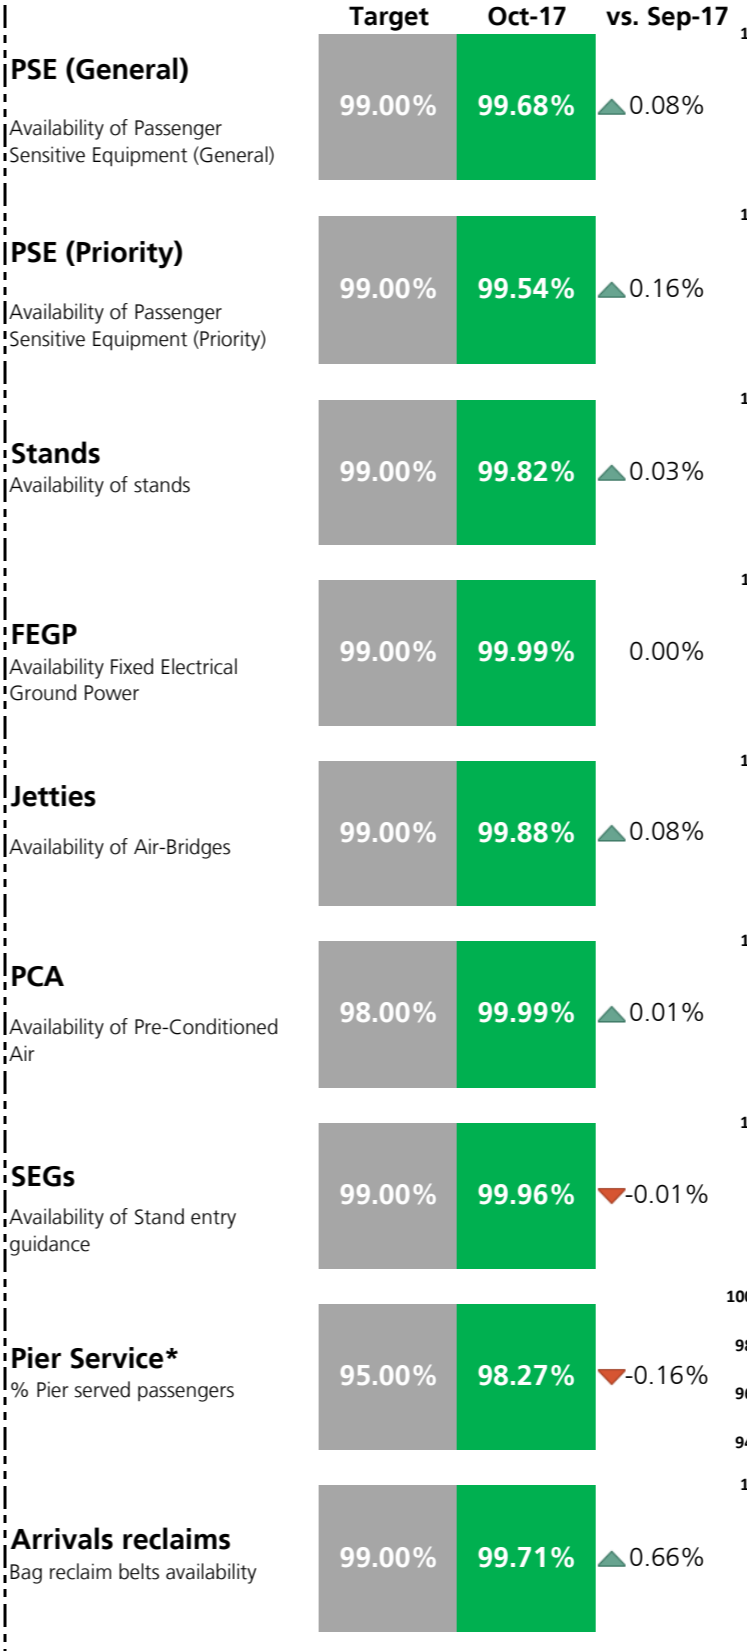 Target Oct-17 vs. Sep-17
PSE (General)
Availability of Passenger
Sensitive Equipment (General)
99.00% 99.68% 0.08%
PSE (Priority)
Availability of Passenger
Sensitive Equipment (Priority)
99.00% 99.54% 0.16%
Stands
Availability of stands
99.00% 99.82% 0.03%
FEGP
Availability Fixed Electrical
Ground Power
99.00% 99.99% 0.00%
Jetties
Availability of Air-Bridges
99.00% 99.88% 0.08%
PCA
Availability of Pre-Conditioned
Air
98.00% 99.99% 0.01%
SEGs
Availability of Stand entry
guidance
99.00% 99.96% -0.01%
Pier Service*
% Pier served passengers
95.00% 98.27% -0.16%
Arrivals reclaims
Bag reclaim belts availability
99.00% 99.71% 0.66%